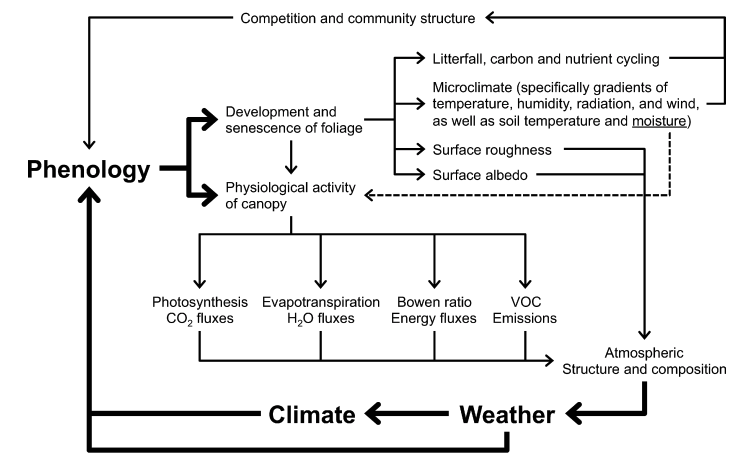 Competition and community structure
Litterfall, carbon and nutrient cycling
Microclimate (specifically gradients of
temperature, humidity, radiation, and wind,
as well as soil temperature and moisture)
Development and
senescence of foliage
Surface roughness
Phenology
Surface albedo
Physiological activity
of canopy
Photosynthesis
CO₂ fluxes
Evapotranspiration
H₂O fluxes
Bowen ratio
Energy fluxes
VOC
Emissions
Atmospheric
Structure and composition
Climate
Weather